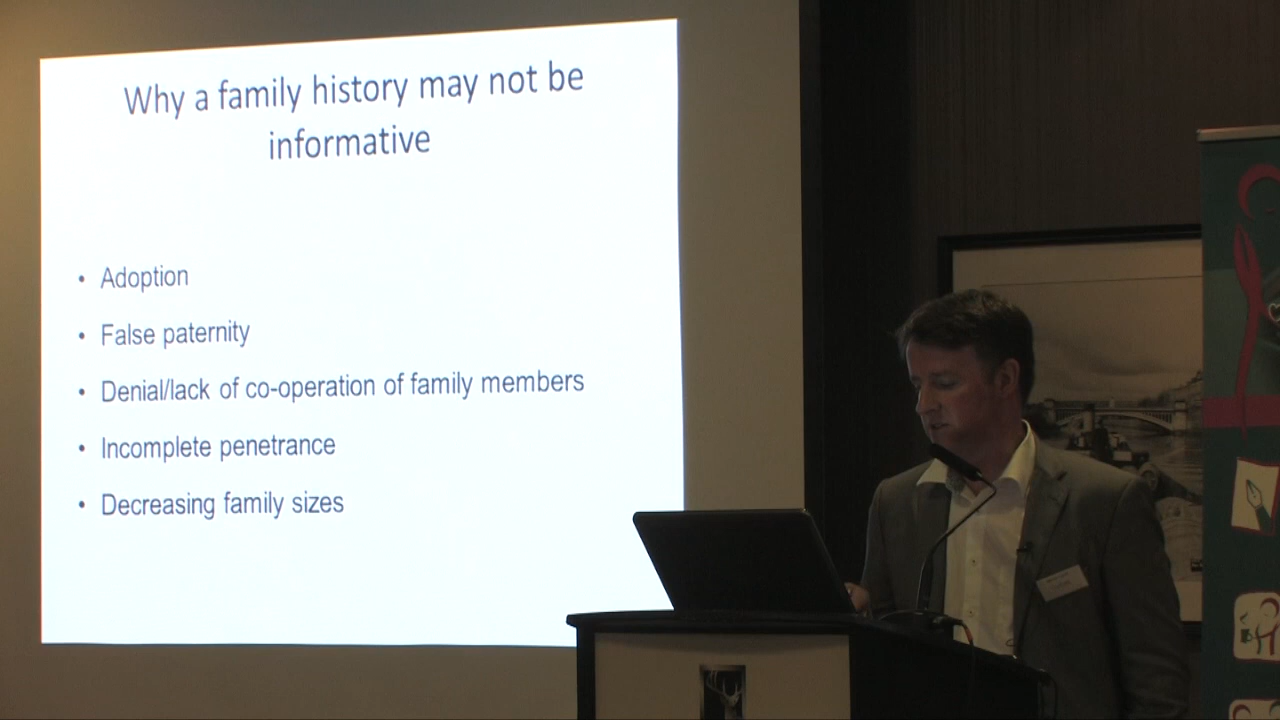 Why a family history may not be
informative
• Adoption
• False paternity
• Denial/lack of co-operation of family members
• Incomplete penetrance
• Decreasing family sizes